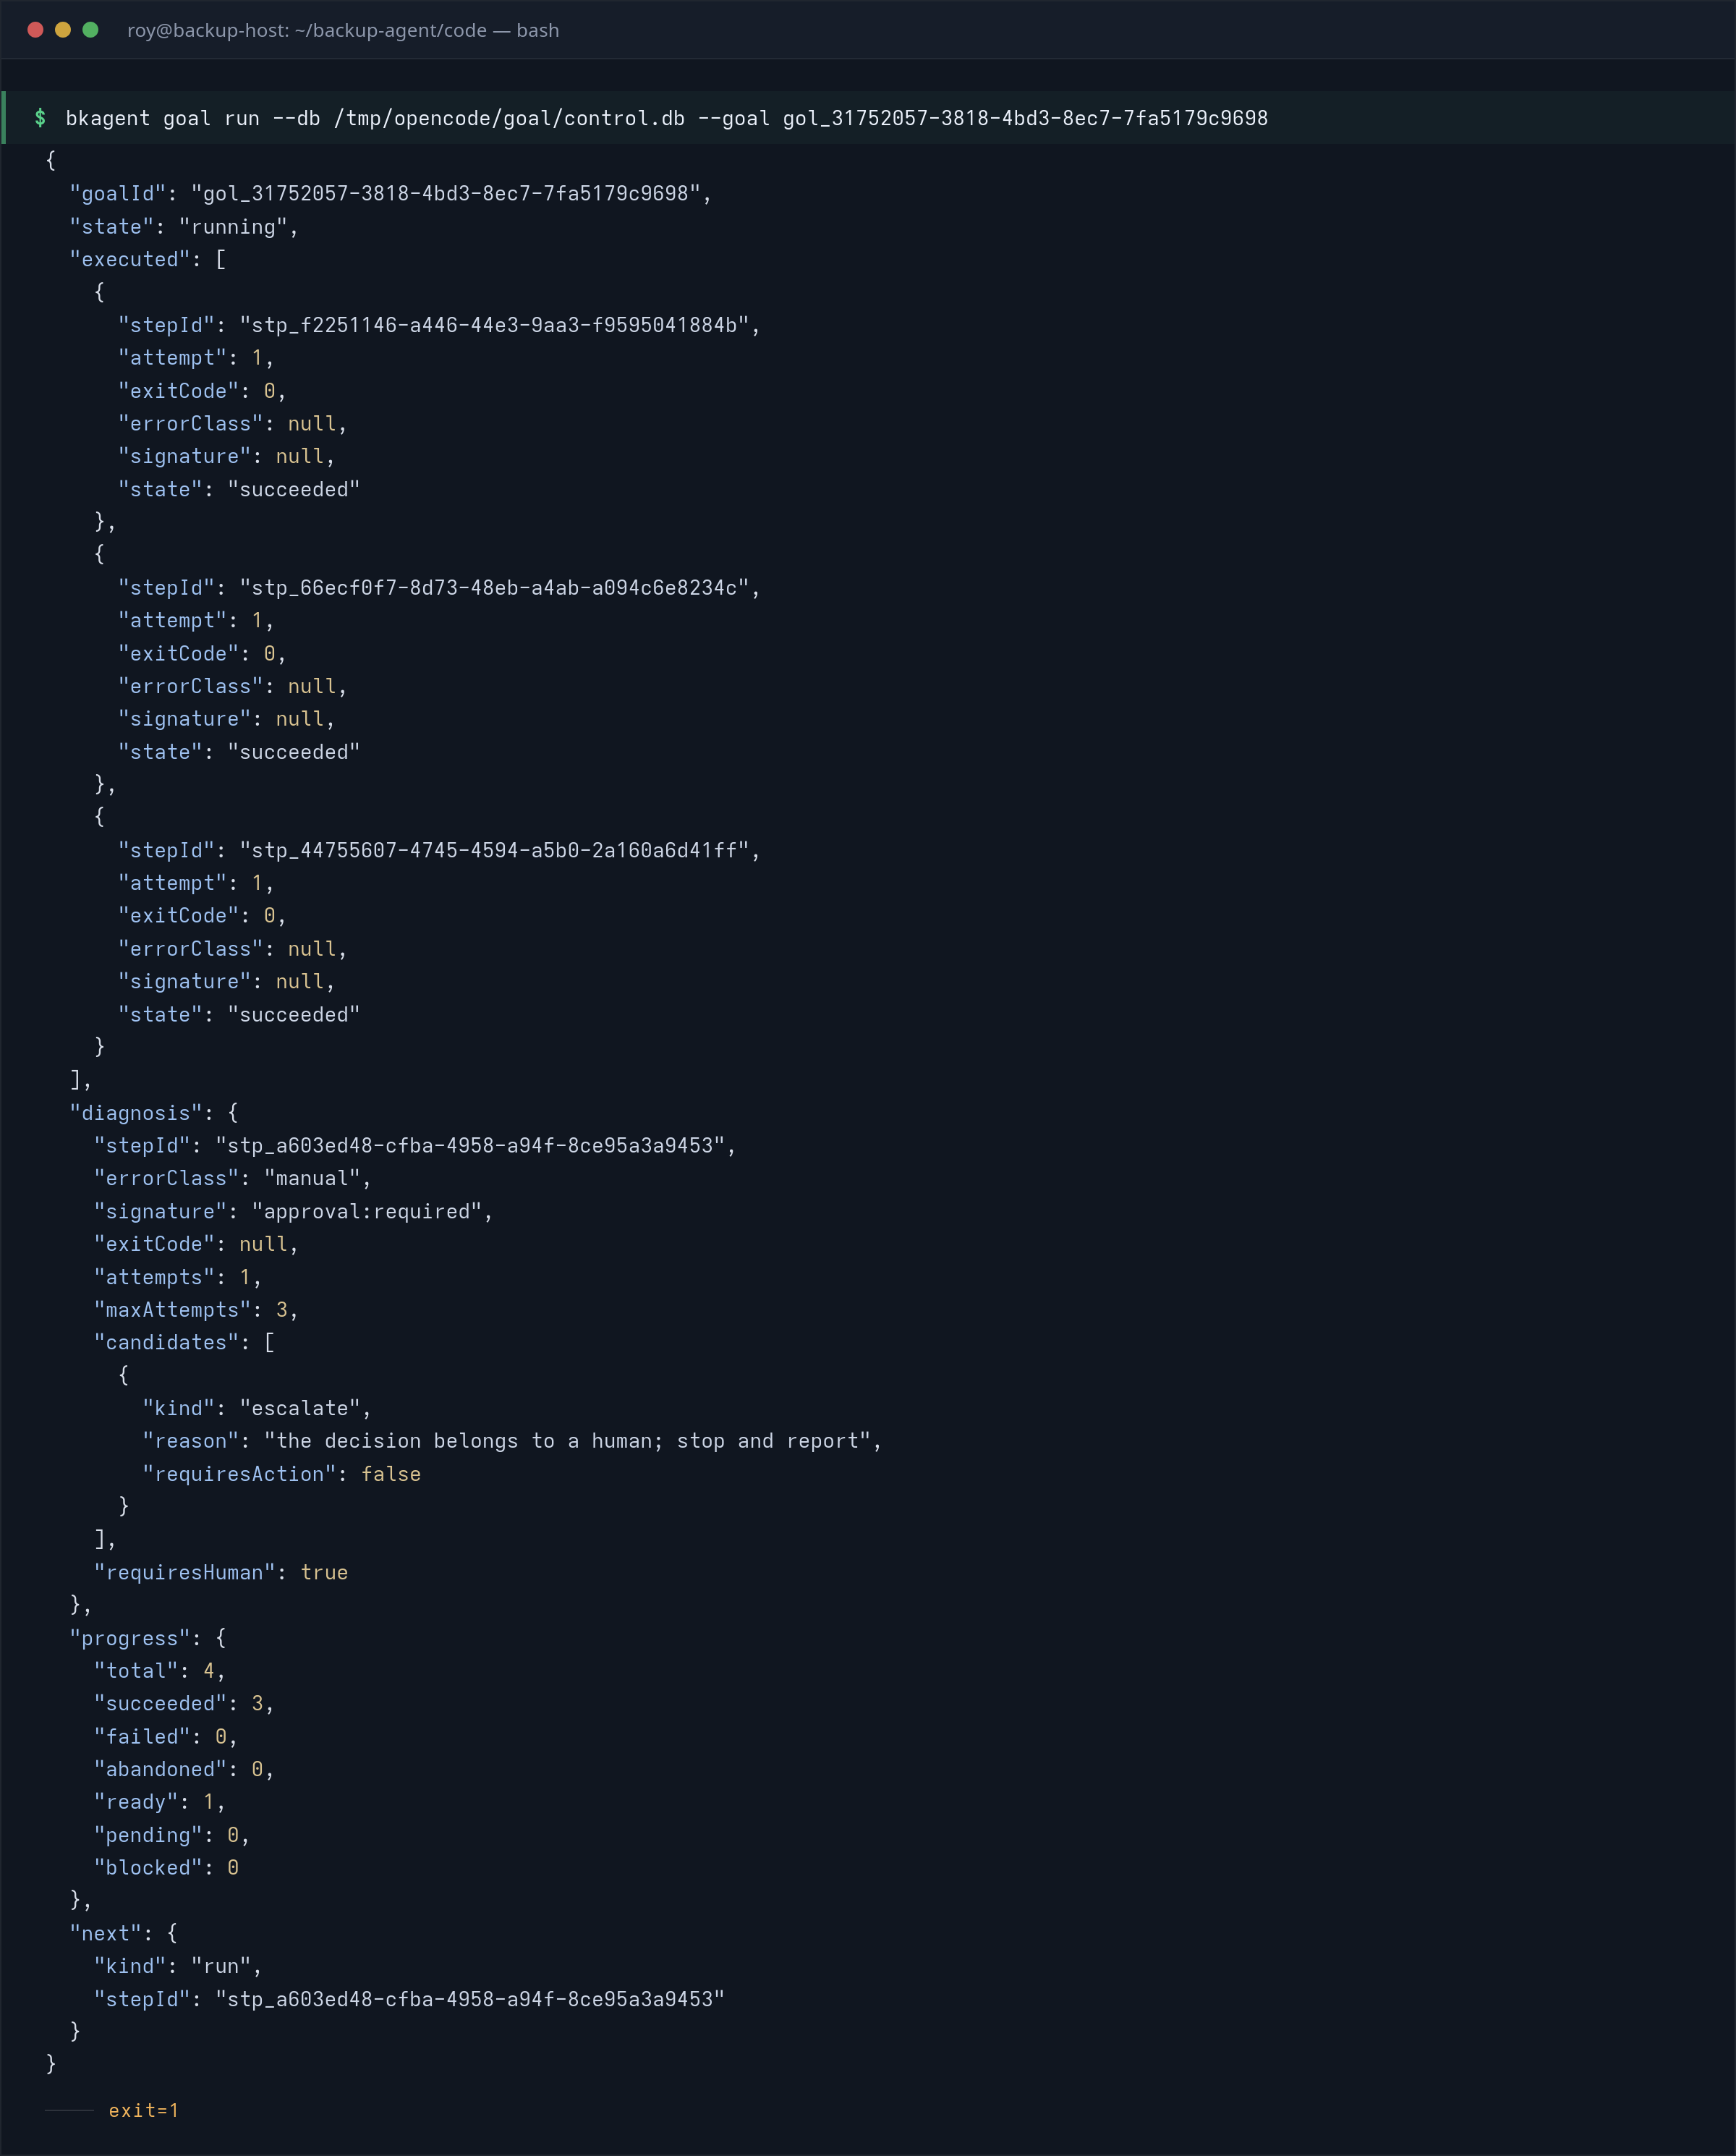 roy@backup-host: ~/backup-agent/code — bash
$ bkagent goal run --db /tmp/opencode/goal/control.db --goal gol_31752057-3818-4bd3-8ec7-7fa5179c9698
{
  "goalId": "gol_31752057-3818-4bd3-8ec7-7fa5179c9698",
  "state": "running",
  "executed": [
    {
      "stepId": "stp_f2251146-a446-44e3-9aa3-f9595041884b",
      "attempt": 1,
      "exitCode": 0,
      "errorClass": null,
      "signature": null,
      "state": "succeeded"
    },
    {
      "stepId": "stp_66ecf0f7-8d73-48eb-a4ab-a094c6e8234c",
      "attempt": 1,
      "exitCode": 0,
      "errorClass": null,
      "signature": null,
      "state": "succeeded"
    },
    {
      "stepId": "stp_44755607-4745-4594-a5b0-2a160a6d41ff",
      "attempt": 1,
      "exitCode": 0,
      "errorClass": null,
      "signature": null,
      "state": "succeeded"
    }
  ],
  "diagnosis": {
    "stepId": "stp_a603ed48-cfba-4958-a94f-8ce95a3a9453",
    "errorClass": "manual",
    "signature": "approval:required",
    "exitCode": null,
    "attempts": 1,
    "maxAttempts": 3,
    "candidates": [
      {
        "kind": "escalate",
        "reason": "the decision belongs to a human; stop and report",
        "requiresAction": false
      }
    ],
    "requiresHuman": true
  },
  "progress": {
    "total": 4,
    "succeeded": 3,
    "failed": 0,
    "abandoned": 0,
    "ready": 1,
    "pending": 0,
    "blocked": 0
  },
  "next": {
    "kind": "run",
    "stepId": "stp_a603ed48-cfba-4958-a94f-8ce95a3a9453"
  }
}
exit=1